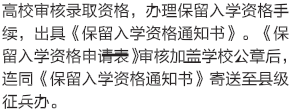 高校审核录取资格，办理保留入学资格手
续，出具《保留入学资格通知书》。《保
留入学资格申请表》审核加盖学校公章后，
连同《保留入学资格通知书》寄送至县级
征兵办。